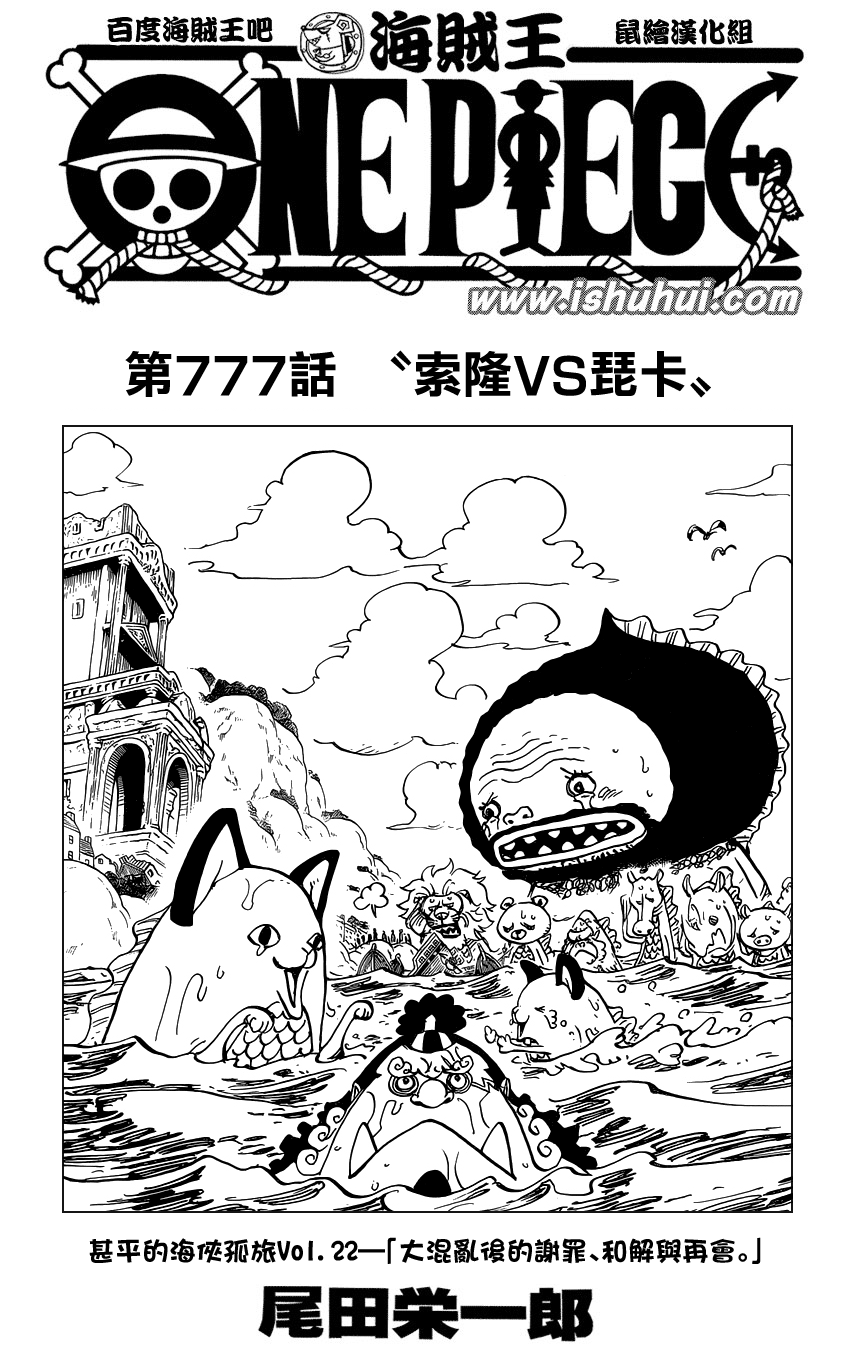 百度海賊王吧
海賊王
鼠繪漢化組
ONE PIECE
www.ishuhui.com
第777話 〝索隆VS琵卡〟
甚平的海俠孤旅Vol. 22—「大混亂後的謝罪、和解與再會。」
尾田栄一郎